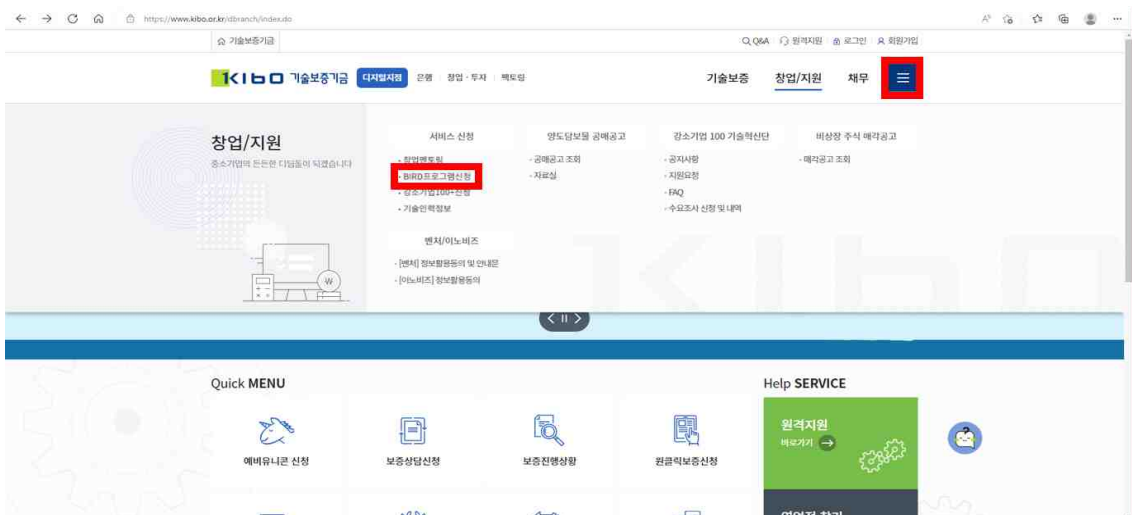 https://www.kibo.or.kr/dbranch/index.do
기술보증기금
Q&A 원격지원 로그인 회원가입
KIBO 기술보증기금 디지털지점 은행 창업·투자 팩토링
기술보증 창업/지원 채무
창업/지원
중소기업의 든든한 디딤돌이 되겠습니다
서비스 신청
- 창업멘토링
- BIRD프로그램신청
- 강소기업100+신청
- 기술인력정보
양도담보물 공매공고
- 공매공고 조회
- 자료실
강소기업 100 기술혁신단
- 공지사항
- 지원요청
- FAQ
- 수요조사 신청 및 내역
비상장 주식 매각공고
- 매각공고 조회
벤처/이노비즈
- [벤처] 정보활용동의 및 안내문
- [이노비즈] 정보활용동의
W
kibo
Quick MENU
예비유니콘 신청
보증상담신청
보증진행상황
원클릭보증신청
Help SERVICE
원격지원
바로가기